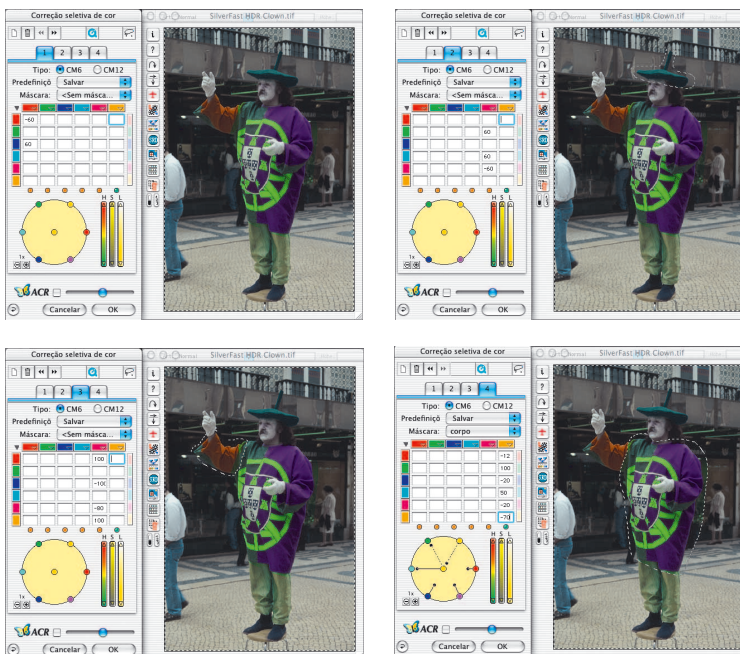 Correção seletiva de cor
SilverFast HDR Clown.tif
1 2 3 4
Tipo: CM6 CM12
Predefiniçõ Salvar
Máscara: <Sem másca...
-60
60
H S L
1x
ACR
Cancelar OK
i
?
Correção seletiva de cor
SilverFast HDR Clown.tif
1 2 3 4
Tipo: CM6 CM12
Predefiniçõ Salvar
Máscara: <Sem másca...
60
60
-60
H S L
1x
ACR
Cancelar OK
i
?
Correção seletiva de cor
SilverFast HDR Clown.tif
1 2 3 4
Tipo: CM6 CM12
Predefiniçõ Salvar
Máscara: <Sem másca...
100
-10(
-80
100
H S L
1x
ACR
Cancelar OK
i
?
Correção seletiva de cor
SilverFast HDR Clown.tif
1 2 3 4
Tipo: CM6 CM12
Predefiniçõ Salvar
Máscara: corpo
-12
100
-20
50
-20
-70
H S L
1x
ACR
Cancelar OK
i
?